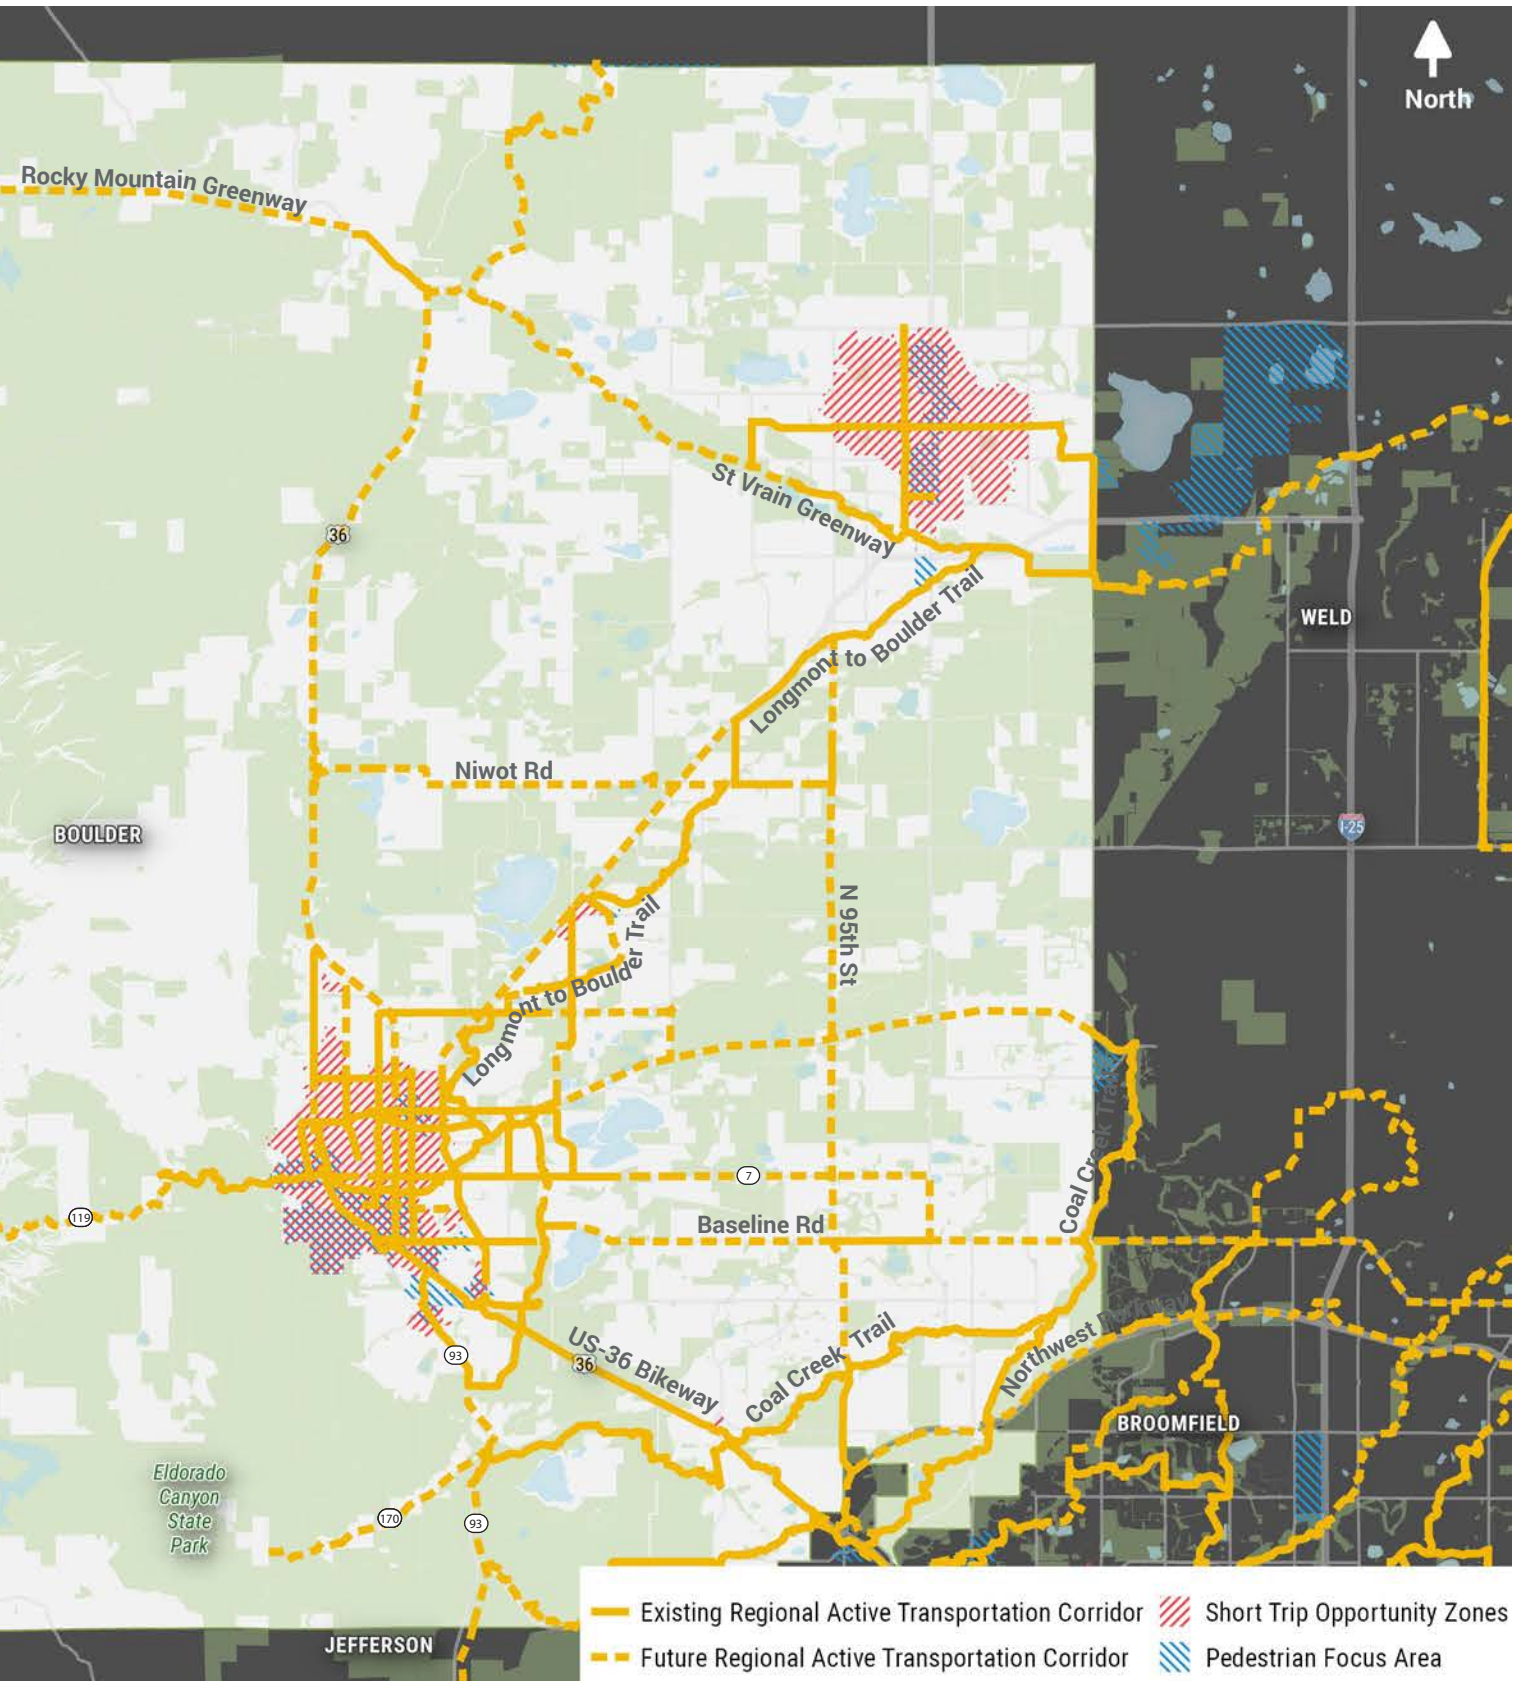 North
Rocky Mountain Greenway
St Vrain Greenway
36
WELD
Longmont to Boulder Trail
Niwot Rd
BOULDER
I-25
N 95th St
Longmont to Boulder Trail
7
119
Baseline Rd
Coal Creek Trail
93
US-36 Bikeway
36
Coal Creek Trail
Northwest Parkway
BROOMFIELD
Eldorado
Canyon
State
Park
170
93
JEFFERSON
Existing Regional Active Transportation Corridor
Future Regional Active Transportation Corridor
Short Trip Opportunity Zones
Pedestrian Focus Area